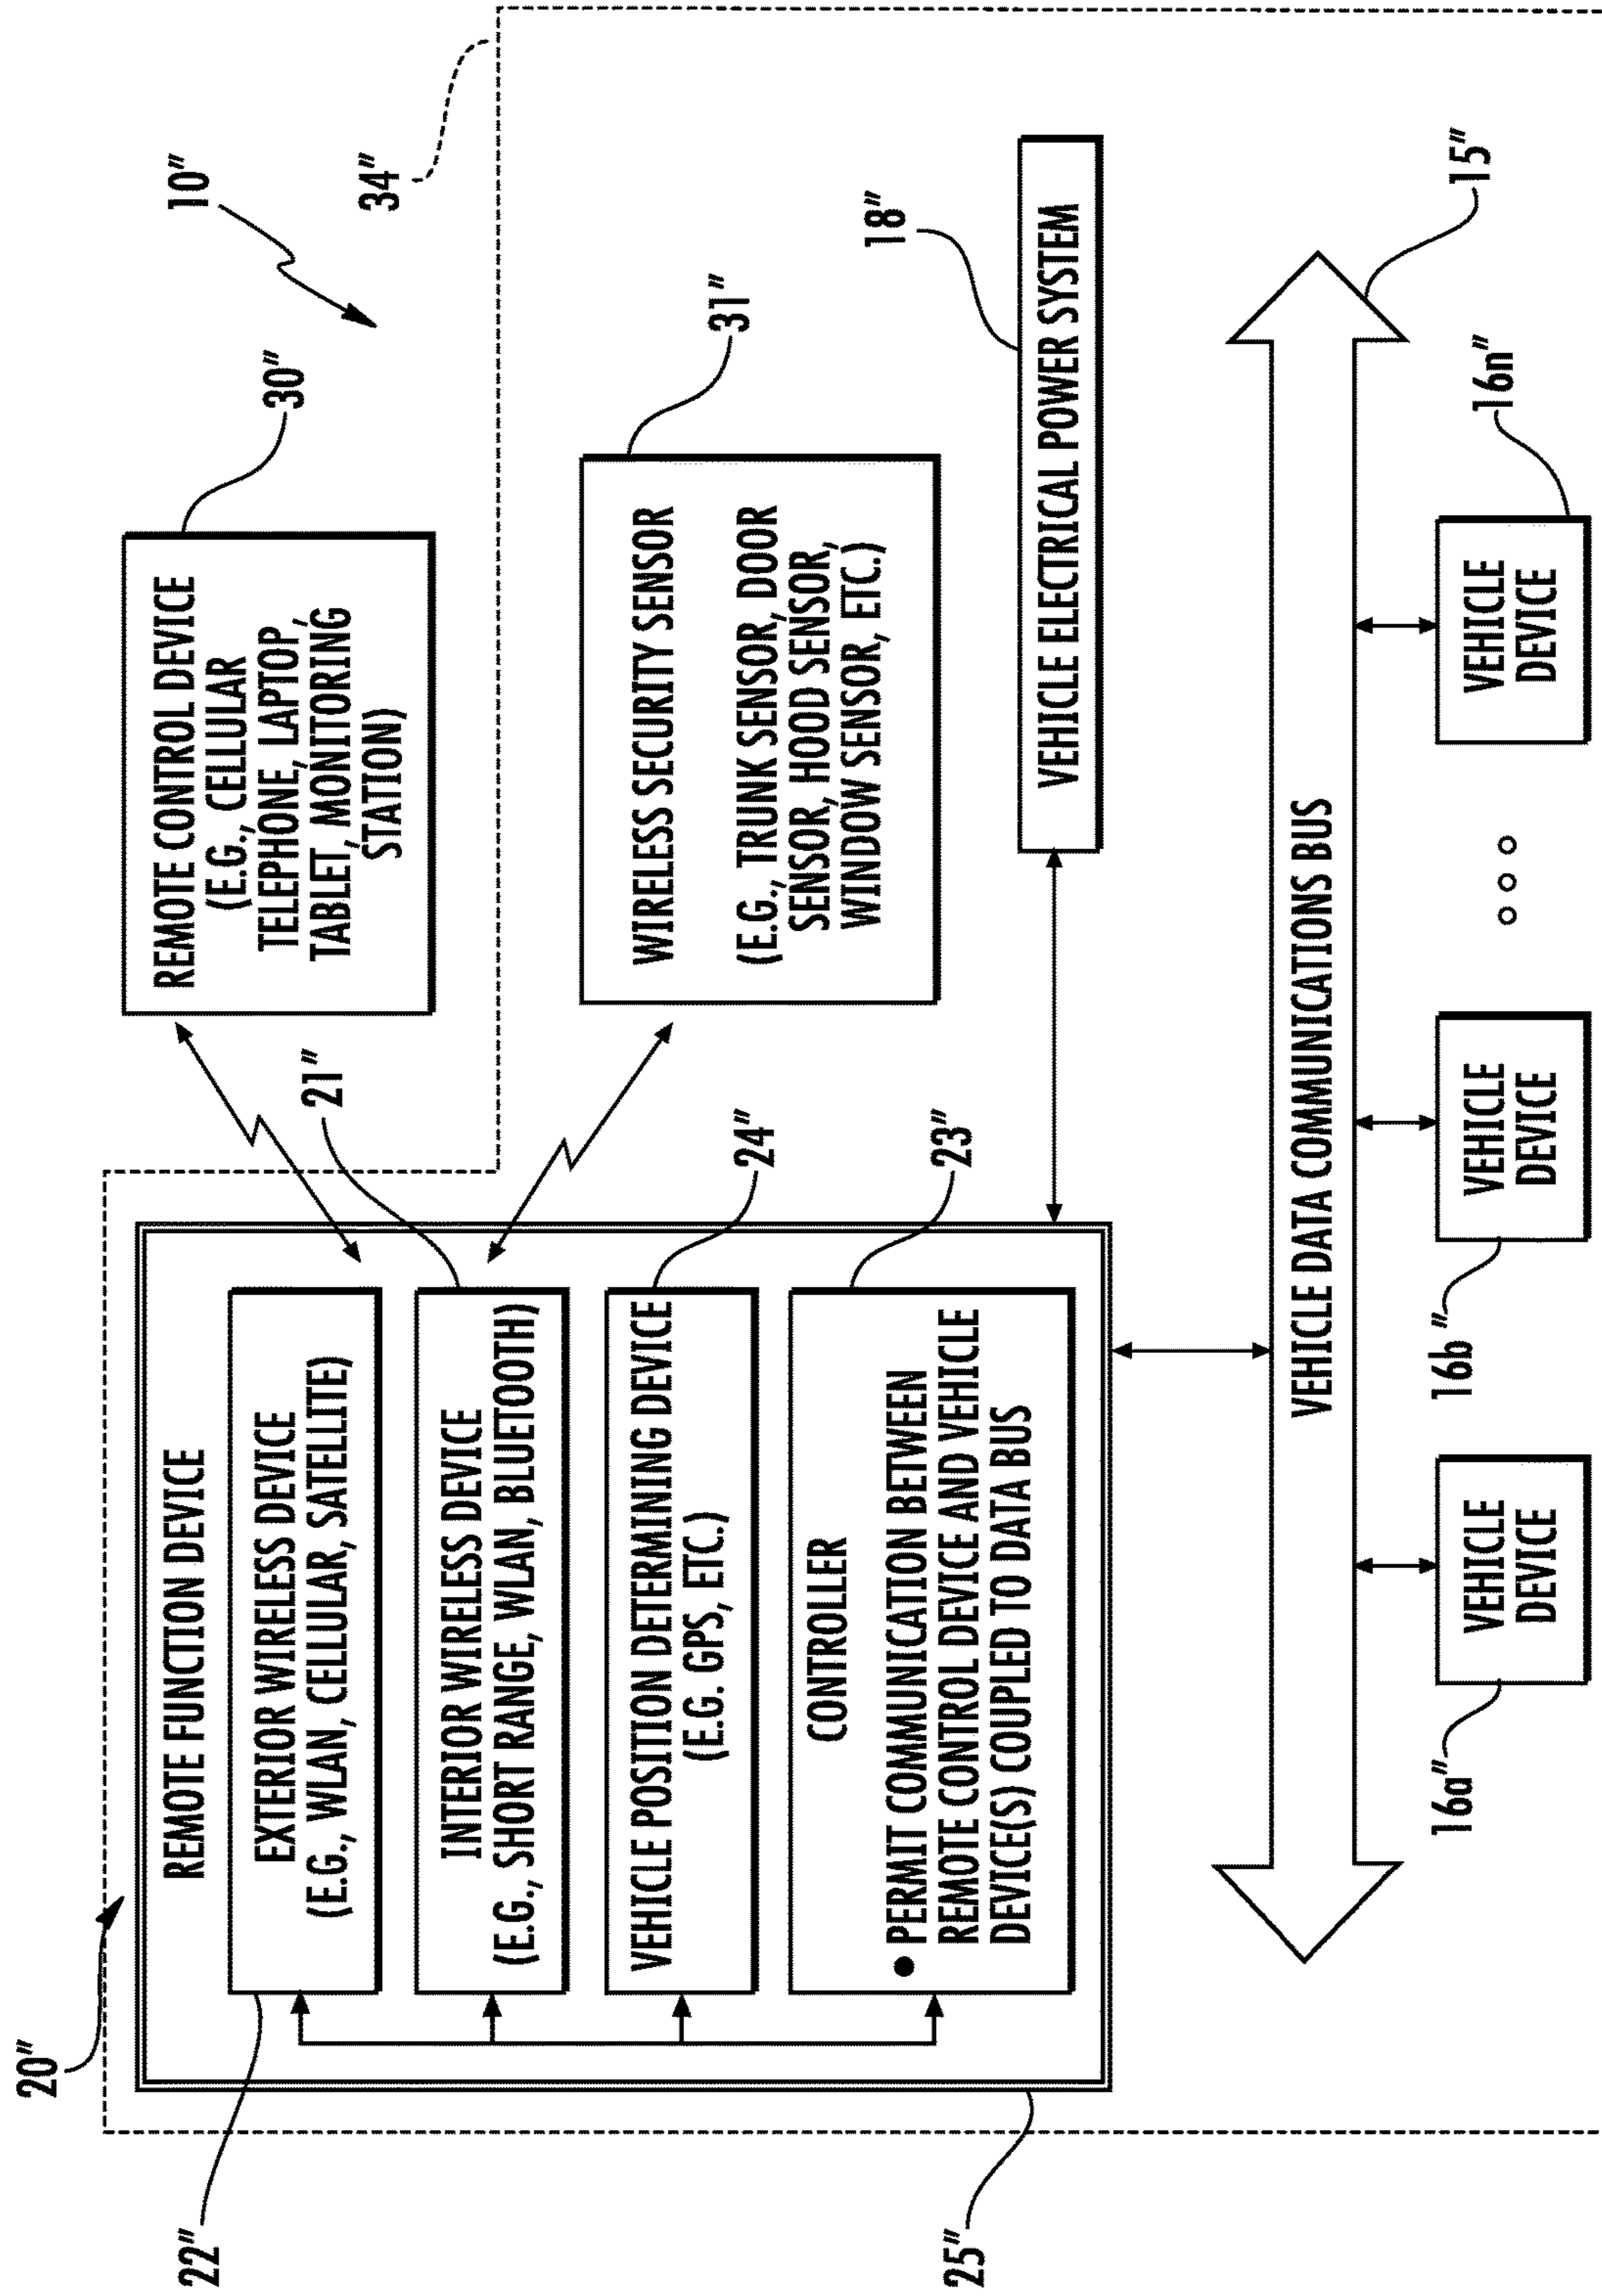 20″
22″
25″
REMOTE FUNCTION DEVICE
EXTERIOR WIRELESS DEVICE
(E.G., WLAN, CELLULAR, SATELLITE)
INTERIOR WIRELESS DEVICE
(E.G., SHORT RANGE, WLAN, BLUETOOTH)
VEHICLE POSITION DETERMINING DEVICE
(E.G. GPS, ETC.)
CONTROLLER
● PERMIT COMMUNICATION BETWEEN
REMOTE CONTROL DEVICE AND VEHICLE
DEVICE(S) COUPLED TO DATA BUS
21″
24″
23″
REMOTE CONTROL DEVICE
(E.G., CELLULAR
TELEPHONE, LAPTOP,
TABLET, MONITORING
STATION)
30″
10″
34″
WIRELESS SECURITY SENSOR
(E.G., TRUNK SENSOR, DOOR
SENSOR, HOOD SENSOR,
WINDOW SENSOR, ETC.)
31″
VEHICLE ELECTRICAL POWER SYSTEM
18″
VEHICLE DATA COMMUNICATIONS BUS
15″
16a″
VEHICLE
DEVICE
16b″
VEHICLE
DEVICE
16n″
VEHICLE
DEVICE